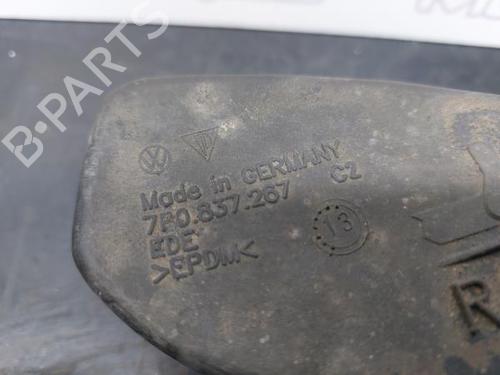 B-PARTS
Made in GERMANY
7P0.837.267 C2
EDE
>EPDM<
13
R